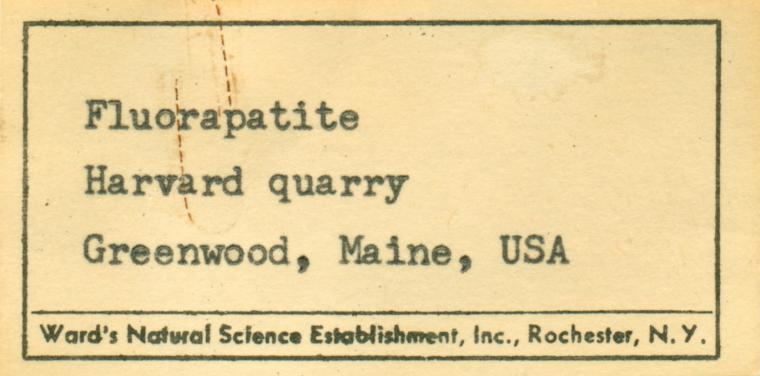 Fluorapatite
Harvard quarry
Greenwood, Maine, USA
Ward's Natural Science Establishment, Inc., Rochester, N. Y.